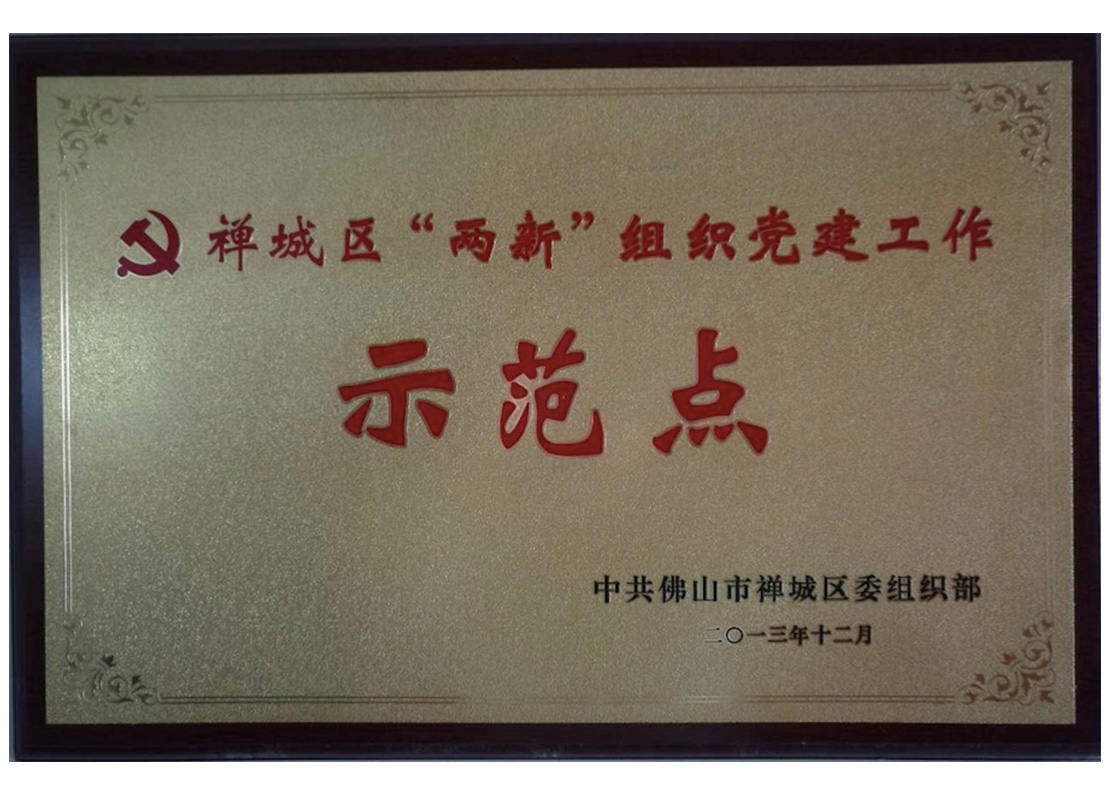 禅城区“两新”组织党建工作
示范点
中共佛山市禅城区委组织部
二〇一三年十二月